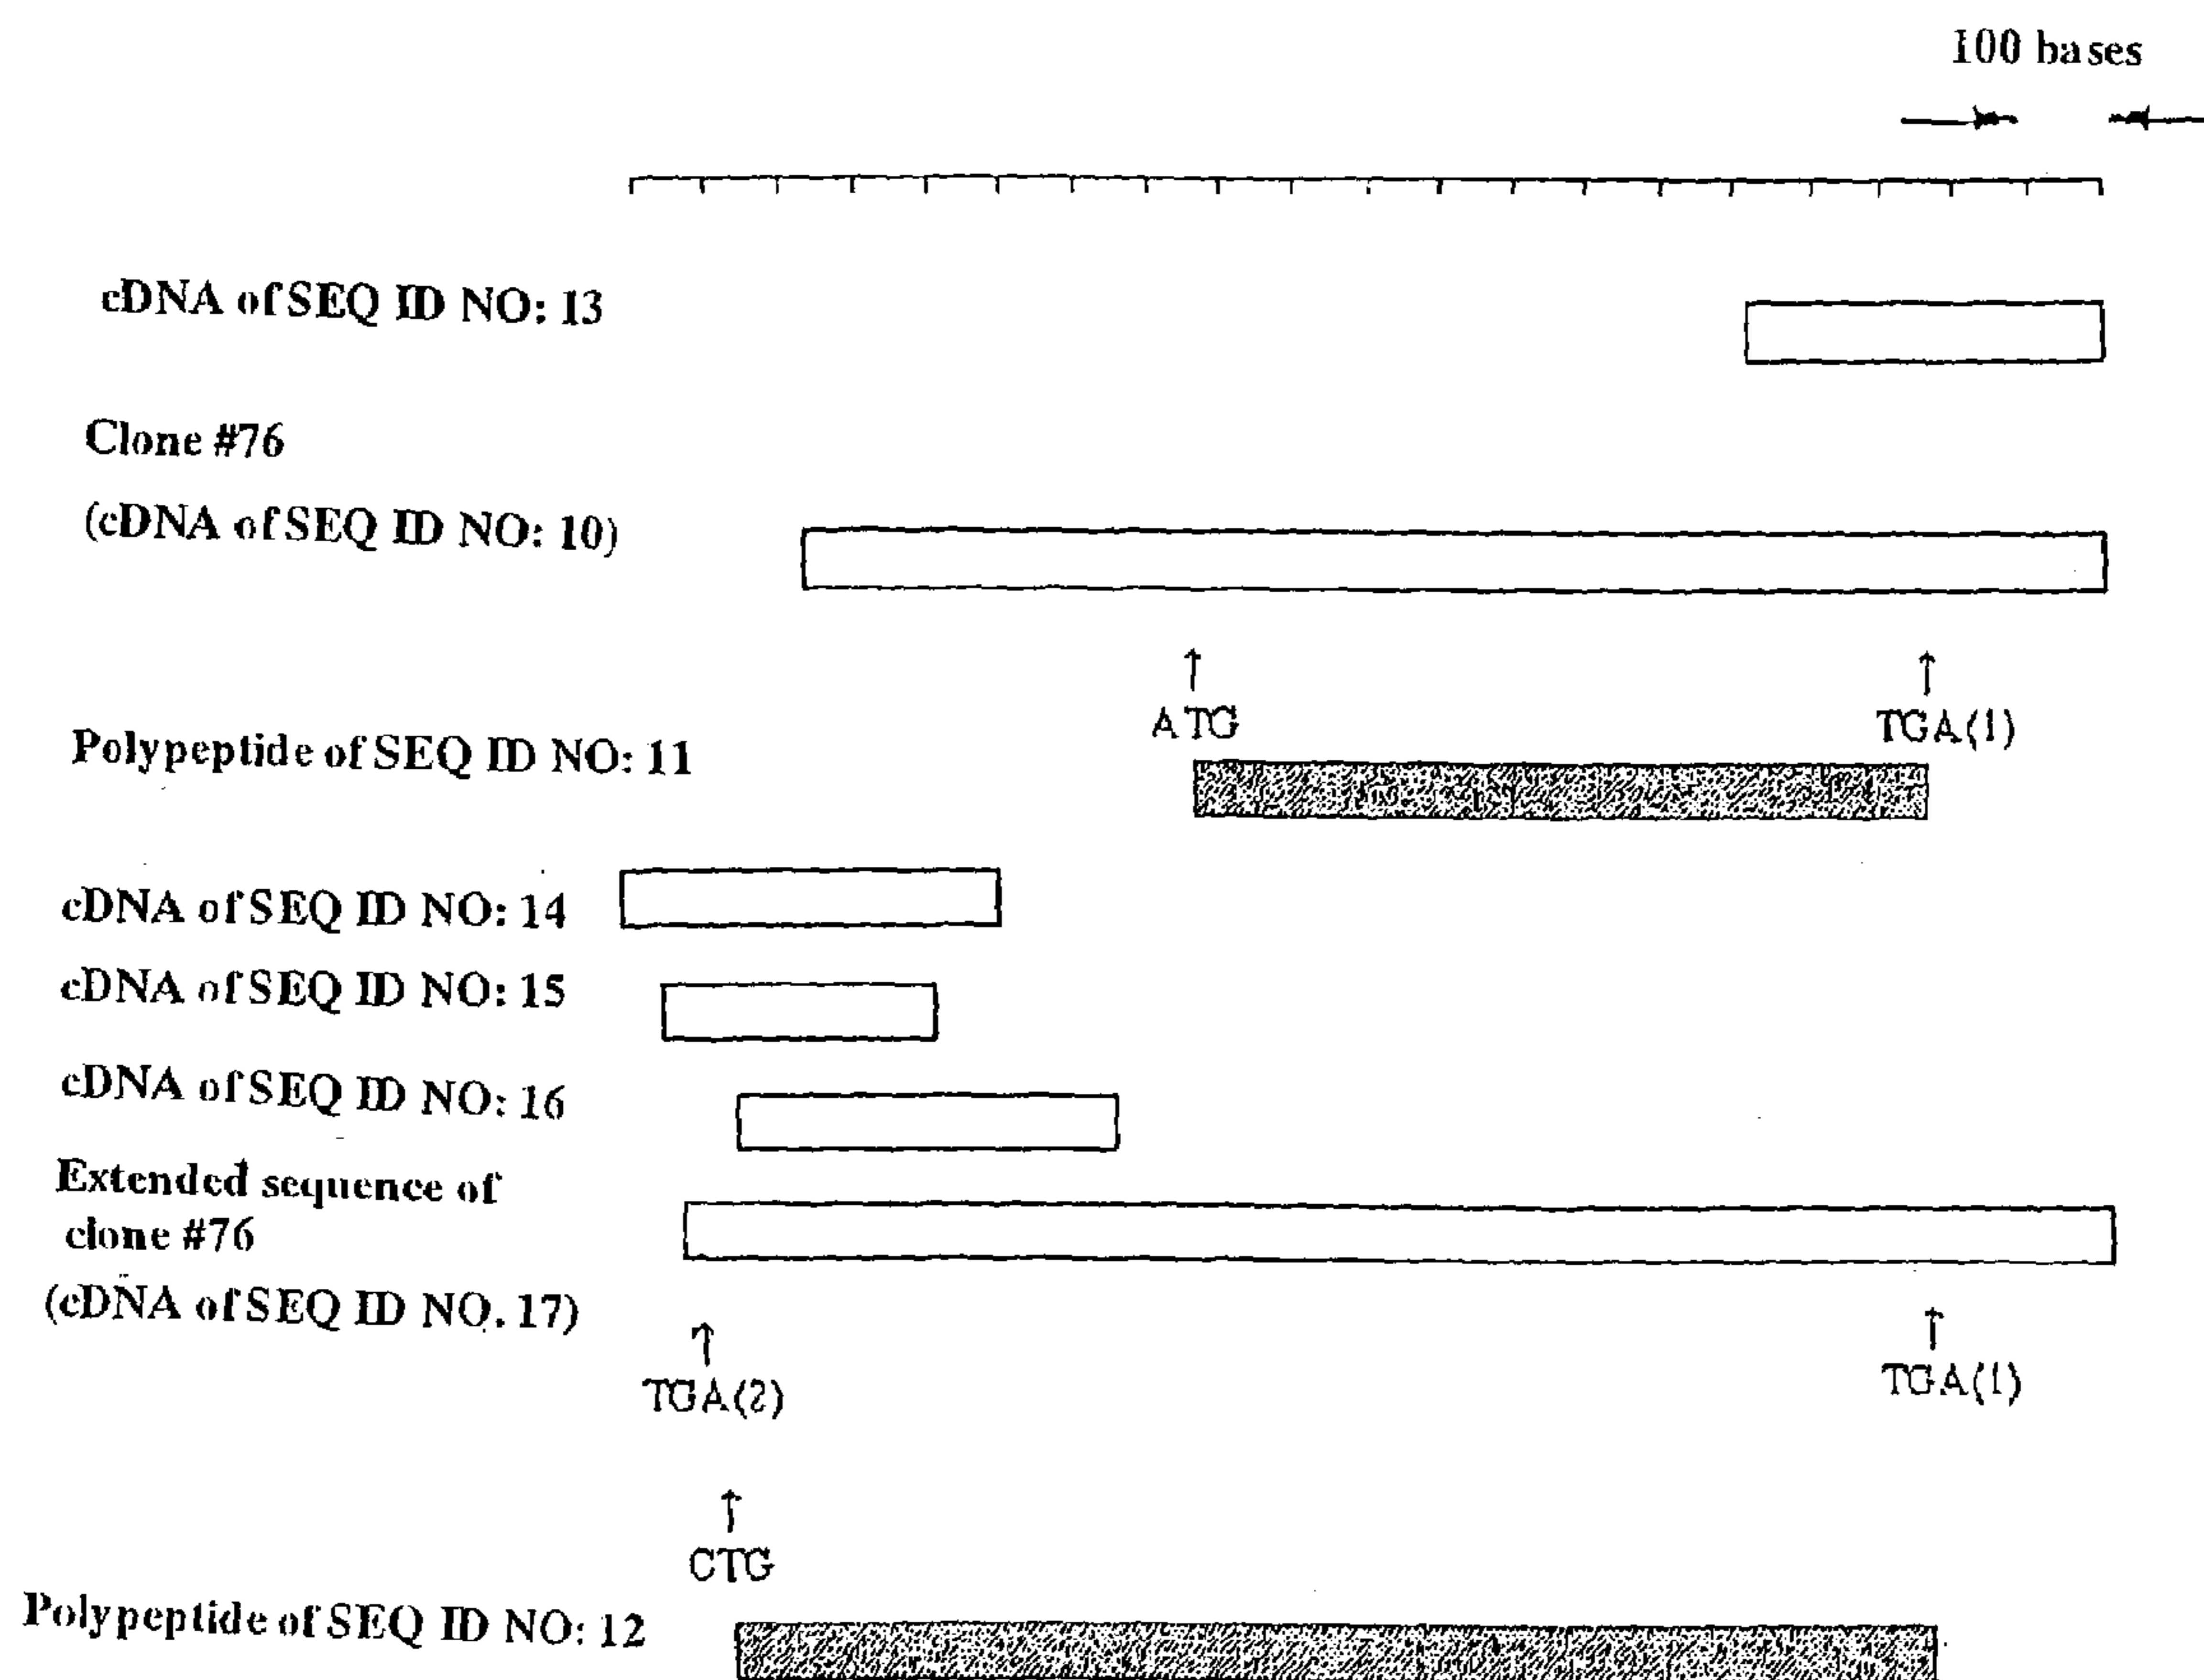 100 bases
cDNA of SEQ ID NO: 13
Clone #76
(cDNA of SEQ ID NO: 10)
ATG
TGA(1)
Polypeptide of SEQ ID NO: 11
cDNA of SEQ ID NO: 14
cDNA of SEQ ID NO: 15
cDNA of SEQ ID NO: 16
Extended sequence of
clone #76
(cDNA of SEQ ID NO. 17)
TGA(2)
TGA(1)
CTG
Polypeptide of SEQ ID NO: 12